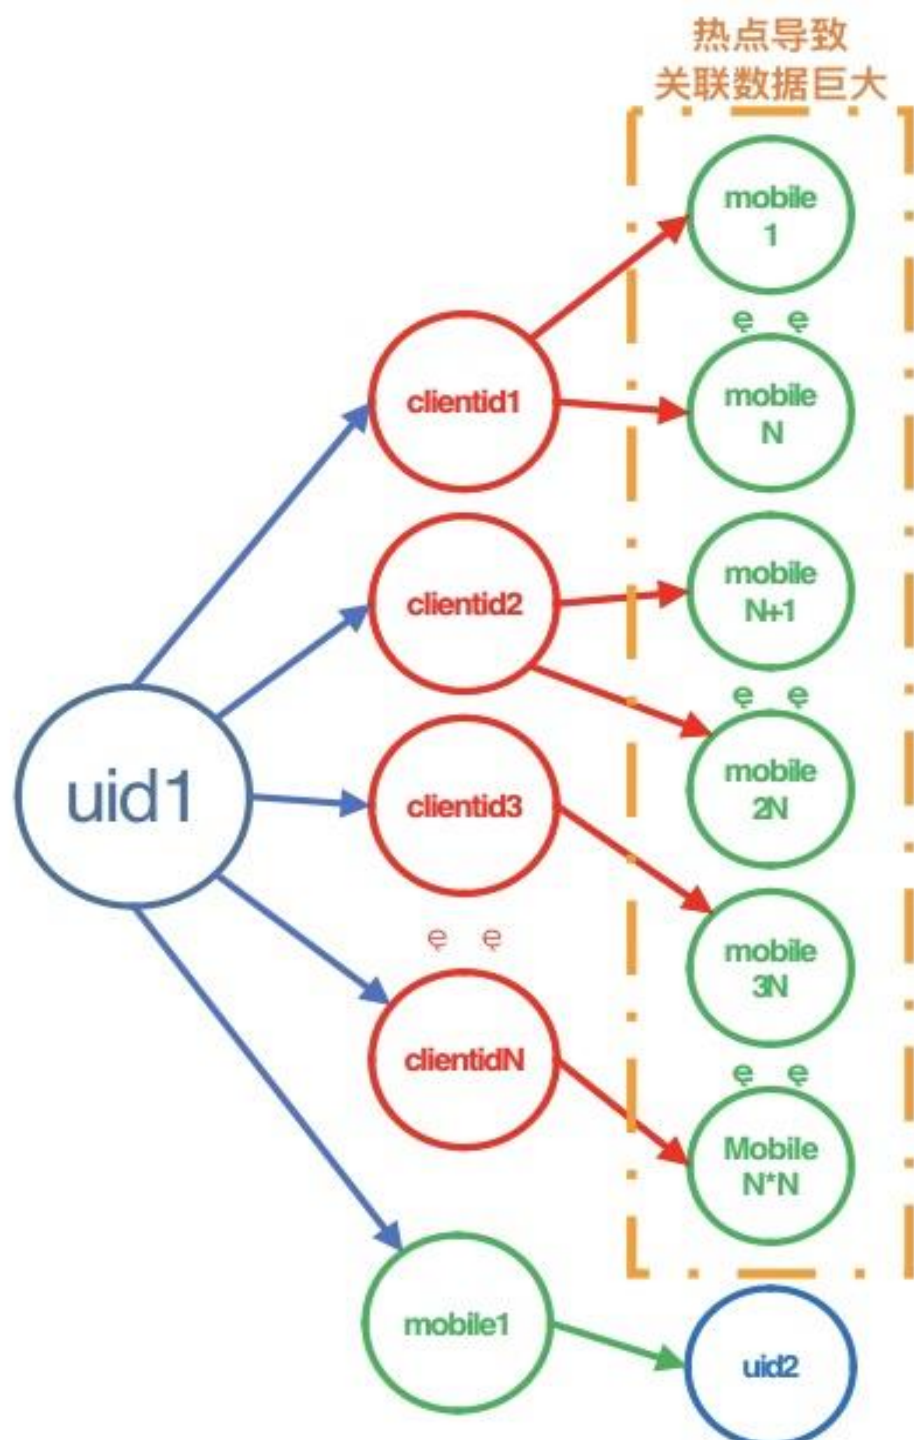 热点导致
关联数据巨大
mobile
1
ę ę
mobile
N
clientid1
mobile
N+1
clientid2
ę ę
mobile
2N
uid1
clientid3
mobile
3N
ę ę
clientidN
ę ę
Mobile
N*N
mobile1
uid2